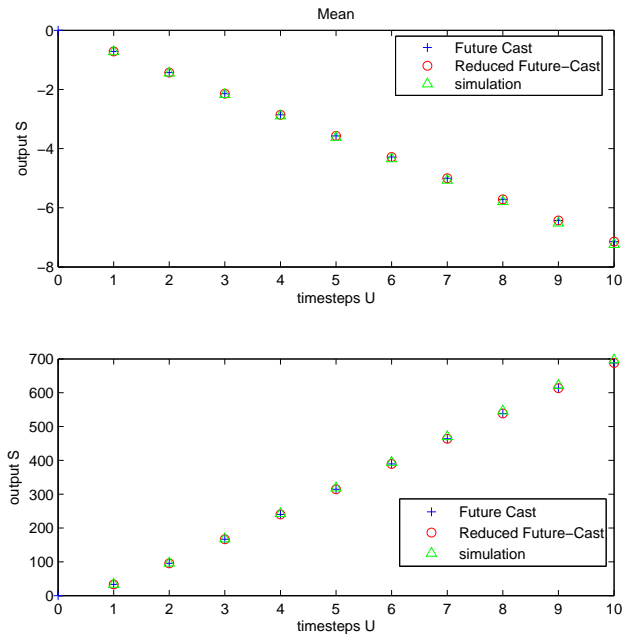 Mean
0
−2
−4
−6
−8
output S
Future Cast
Reduced Future−Cast
simulation
0 1 2 3 4 5 6 7 8 9 10
timesteps U
700
600
500
400
300
200
100
0
output S
Future Cast
Reduced Future−Cast
simulation
0 1 2 3 4 5 6 7 8 9 10
timesteps U